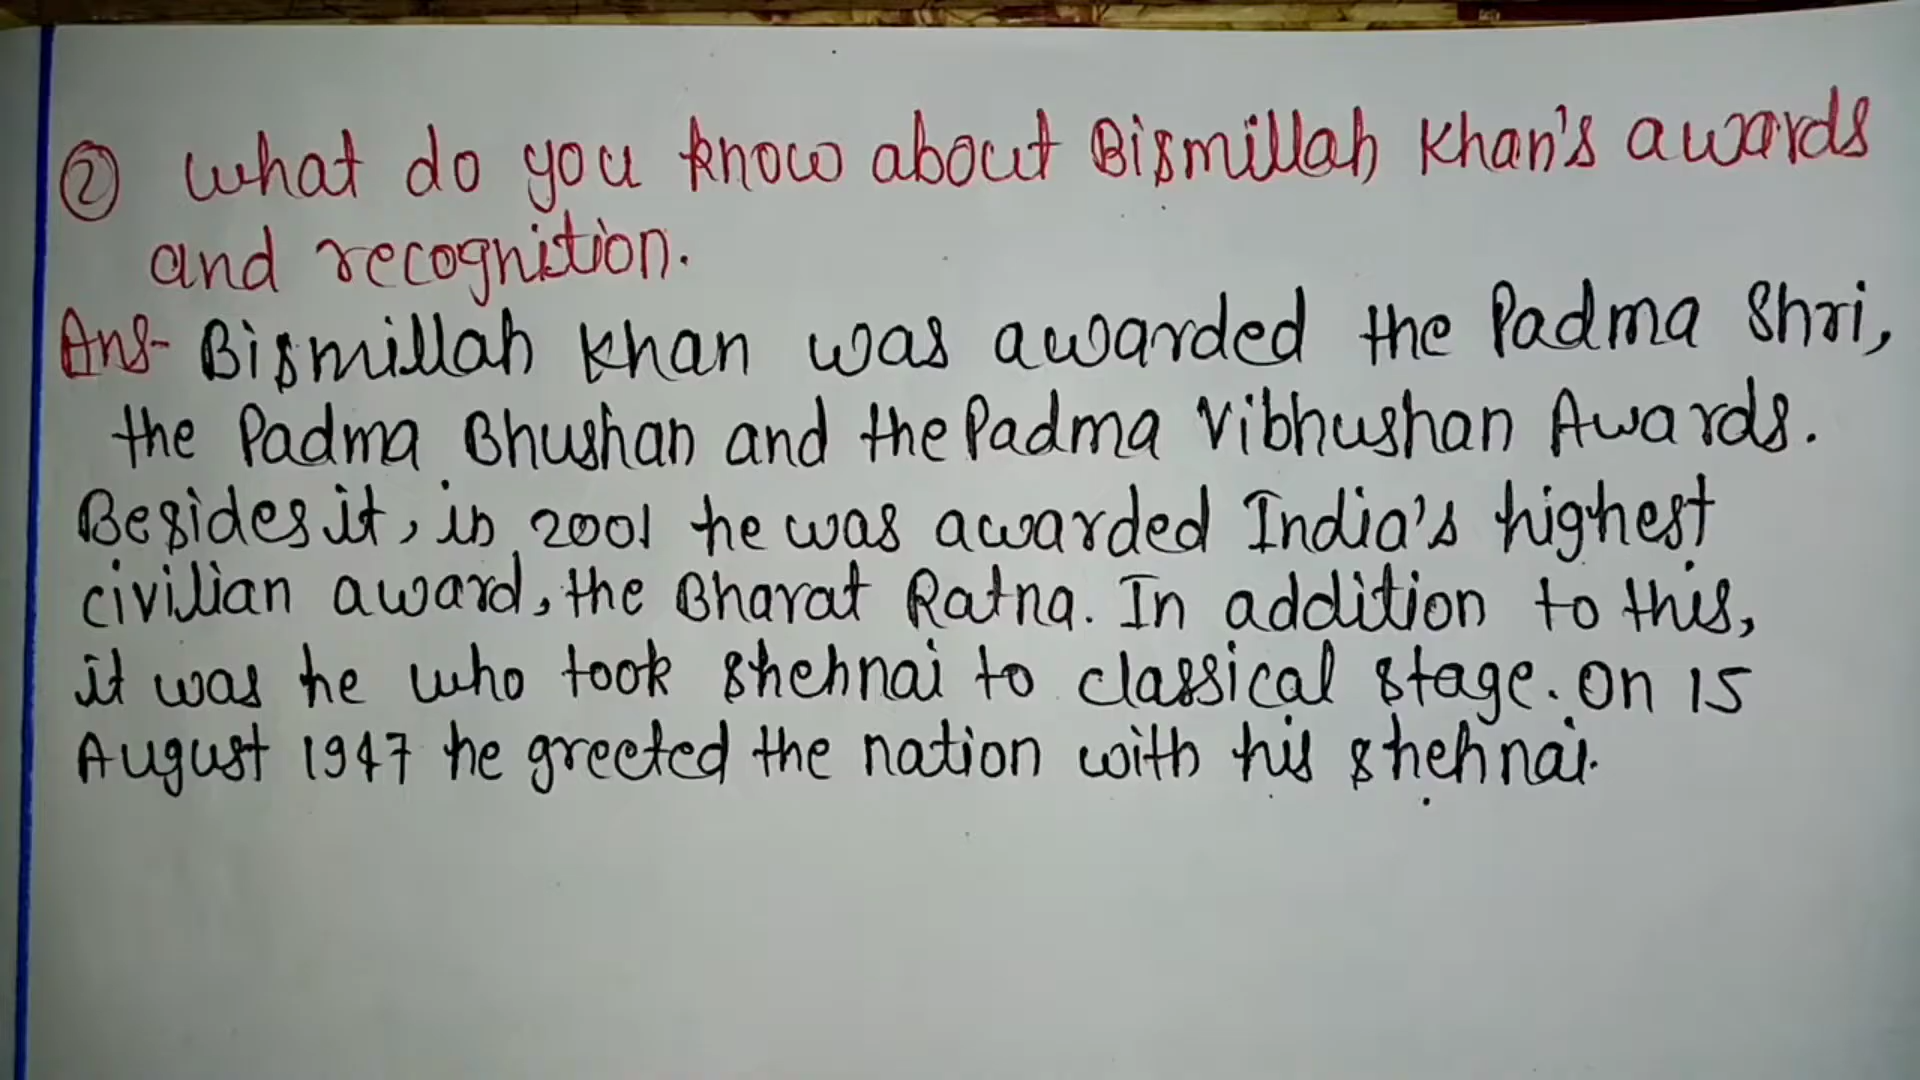 ② What do you know about Bismillah Khan's awards
and recognition.
Ans- Bismillah Khan was awarded the Padma Shri,
the Padma Bhushan and the Padma Vibhushan Awards.
Besides it, in 2001 he was awarded India's highest
civilian award, the Bharat Ratna. In addition to this,
it was he who took shehnai to classical stage. On 15
August 1947 he greeted the nation with his shehnai.